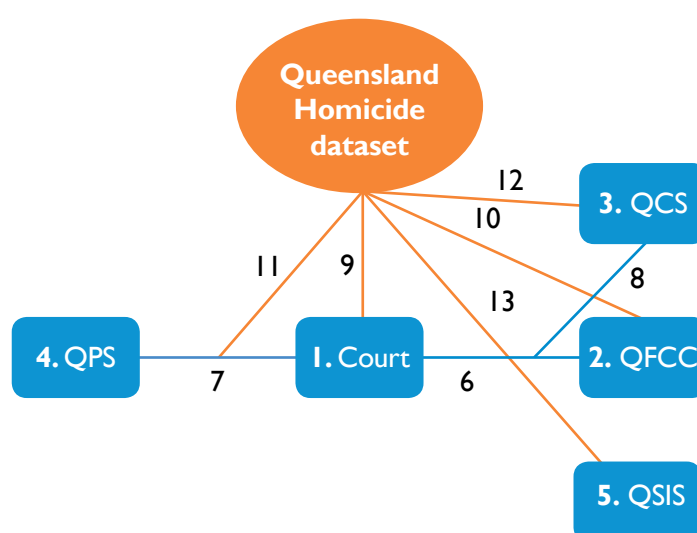 Queensland
Homicide
dataset
12
3. QCS
10
11
9
8
13
4. QPS
1. Court
2. QFCC
7
6
5. QSIS